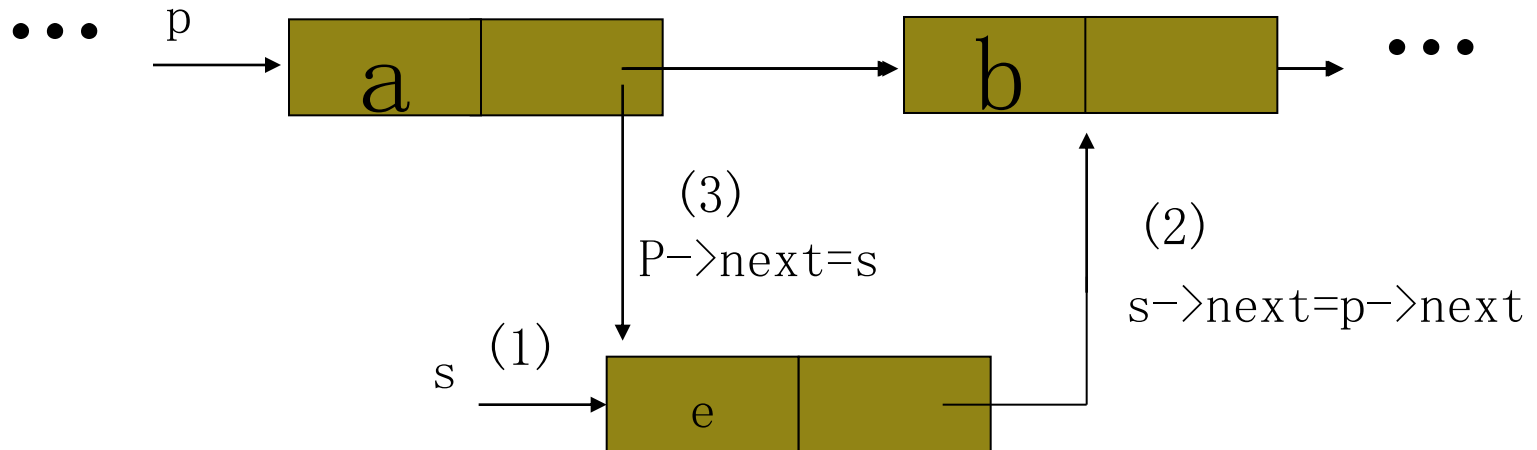 ••• p a b •••
(3)
P->next=s
(2)
s->next=p->next
s (1)
e